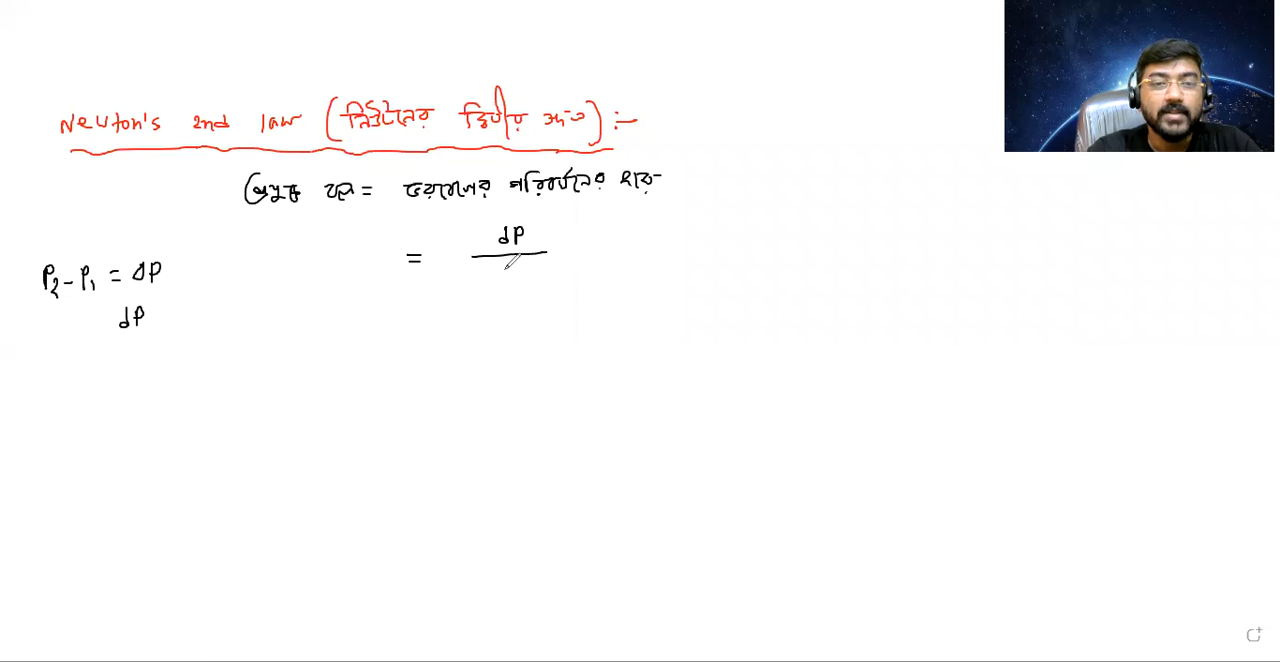 Newton's 2nd law (নিউটনের দ্বিতীয় সূত্র) :-
প্রযুক্ত বল = ভরবেগের পরিবর্তনের হার-
= dP
P₂ - P₁ = ΔP
dP